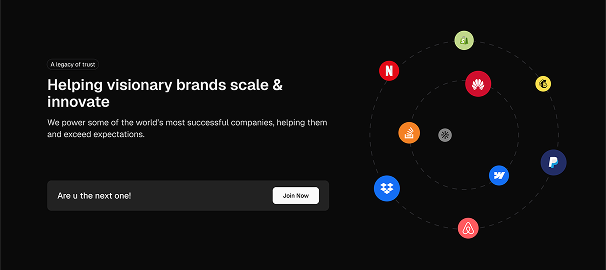 A legacy of trust
Helping visionary brands scale &
innovate
We power some of the world's most successful companies, helping them
and exceed expectations.
Are u the next one!
Join Now
N